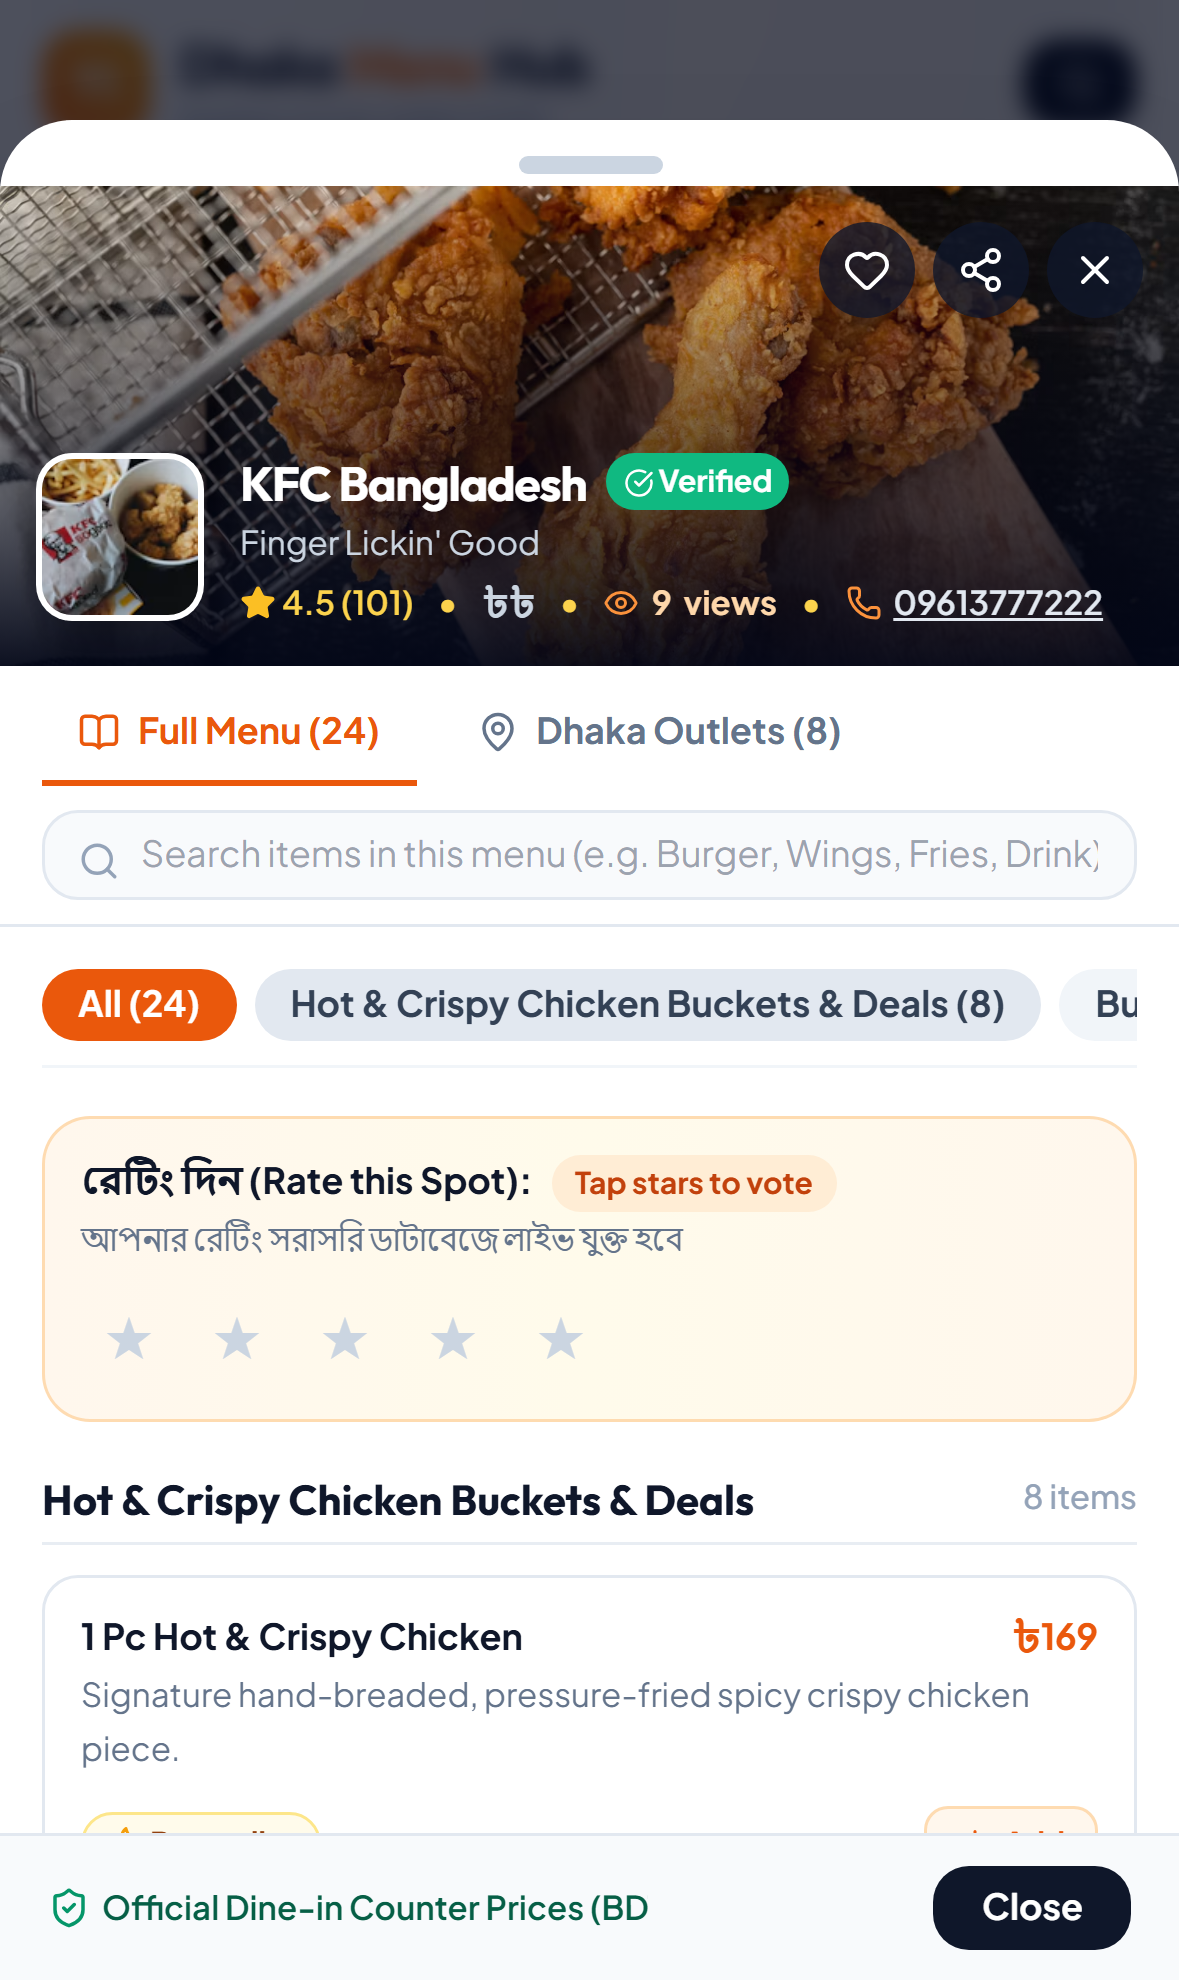 Dhaka Menu Hub
KFC Bangladesh
Verified
Finger Lickin' Good
4.5 (101) • ৳৳ • 9 views • 09613777222
Full Menu (24)
Dhaka Outlets (8)
Search items in this menu (e.g. Burger, Wings, Fries, Drink)
All (24)
Hot & Crispy Chicken Buckets & Deals (8)
Bu
রেটিং দিন (Rate this Spot):
Tap stars to vote
আপনার রেটিং সরাসরি ডাটাবেজে লাইভ যুক্ত হবে
Hot & Crispy Chicken Buckets & Deals
8 items
1 Pc Hot & Crispy Chicken
৳169
Signature hand-breaded, pressure-fried spicy crispy chicken
piece.
Official Dine-in Counter Prices (BD
Close